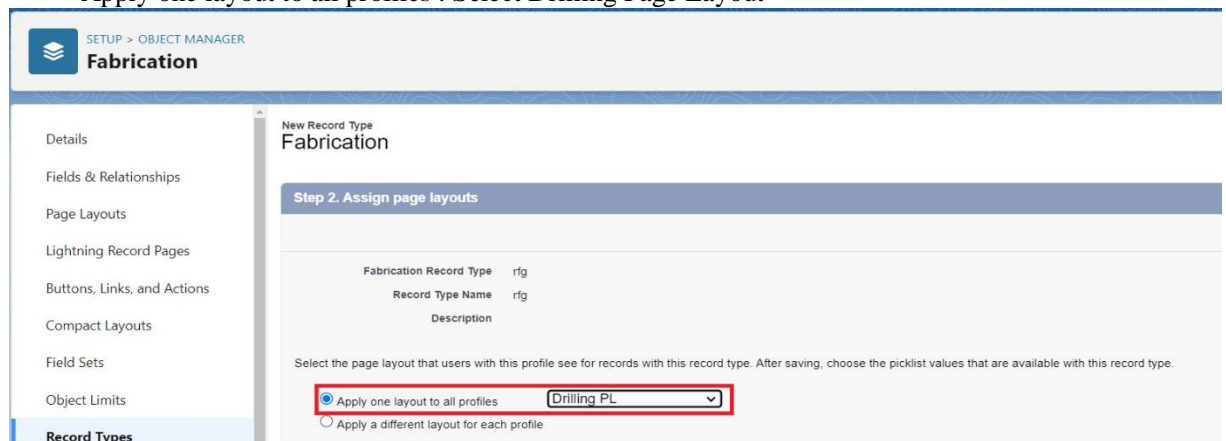 Apply one layout to all profiles : Select Drilling Page Layout
SETUP > OBJECT MANAGER
Fabrication
Details
Fields & Relationships
Page Layouts
Lightning Record Pages
Buttons, Links, and Actions
Compact Layouts
Field Sets
Object Limits
Record Types
New Record Type
Fabrication
Step 2. Assign page layouts
Fabrication Record Type rfg
Record Type Name rfg
Description
Select the page layout that users with this profile see for records with this record type. After saving, choose the picklist values that are available with this record type.
Apply one layout to all profiles Drilling PL
Apply a different layout for each profile